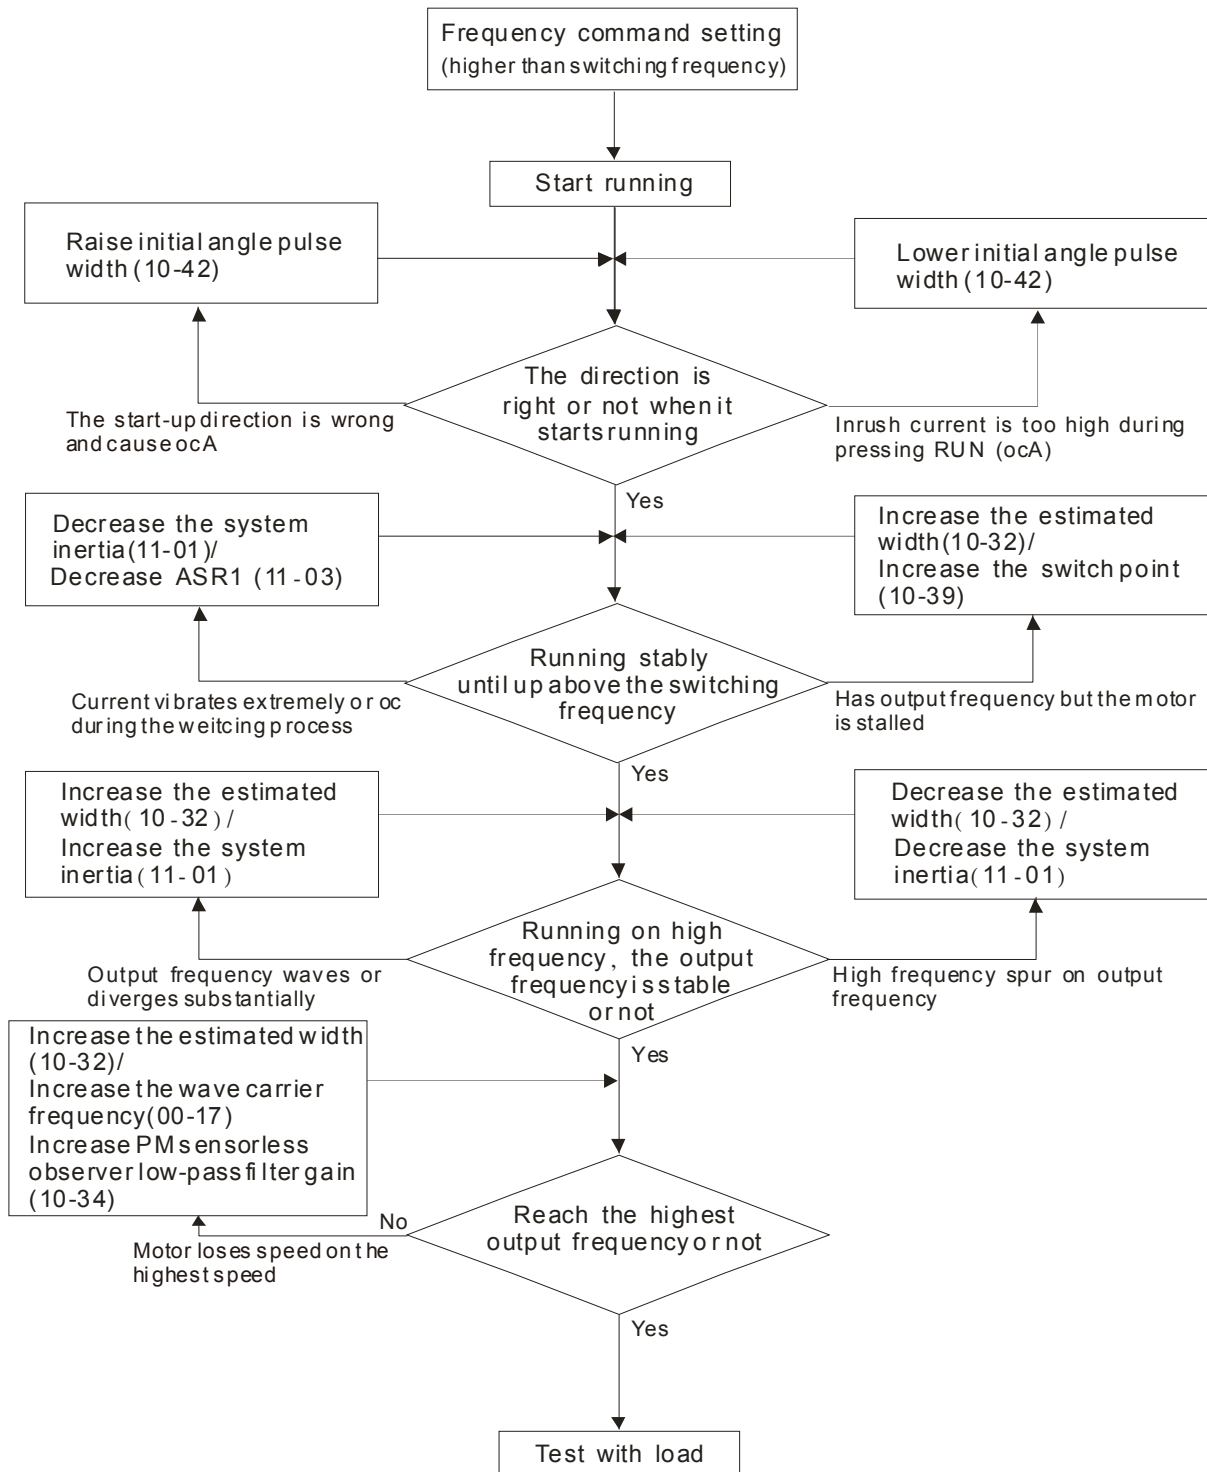 Frequency command setting
(higher than switching frequency)
Start running
Raise initial angle pulse
width (10-42)
Lower initial angle pulse
width (10-42)
The direction is
right or not when it
starts running
The start-up direction is wrong
and cause ocA
Inrush current is too high during
pressing RUN (ocA)
Yes
Decrease the system
inertia(11-01)/
Decrease ASR1 (11-03)
Increase the estimated
width(10-32)/
Increase the switch point
(10-39)
Running stably
until up above the switching
frequency
Current vibrates extremely or oc
during the weitcing process
Has output frequency but the motor
is stalled
Yes
Increase the estimated
width(10-32)/
Increase the system
inertia(11-01)
Decrease the estimated
width(10-32)/
Decrease the system
inertia(11-01)
Running on high
frequency, the output
frequency is stable
or not
Output frequency waves or
diverges substantially
High frequency spur on output
frequency
Yes
Increase the estimated width
(10-32)/
Increase the wave carrier
frequency(00-17)
Increase PM sensorless
observer low-pass filter gain
(10-34)
Reach the highest
output frequency or not
No
Motor loses speed on the
highest speed
Yes
Test with load